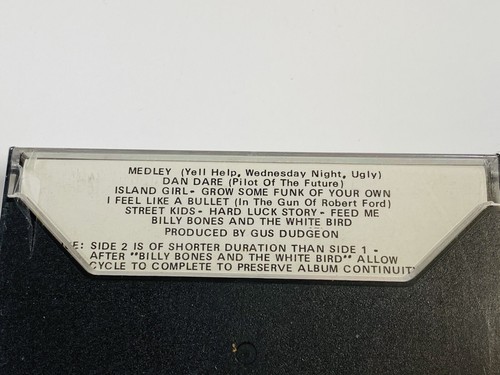 MEDLEY (Yell Help, Wednesday Night, Ugly)
DAN DARE (Pilot Of The Future)
ISLAND GIRL- GROW SOME FUNK OF YOUR OWN
I FEEL LIKE A BULLET (In The Gun Of Robert Ford)
STREET KIDS- HARD LUCK STORY- FEED ME
BILLY BONES AND THE WHITE BIRD
PRODUCED BY GUS DUDGEON
E: SIDE 2 IS OF SHORTER DURATION THAN SIDE 1 -
AFTER "BILLY BONES AND THE WHITE BIRD" ALLOW
CYCLE TO COMPLETE TO PRESERVE ALBUM CONTINUIT